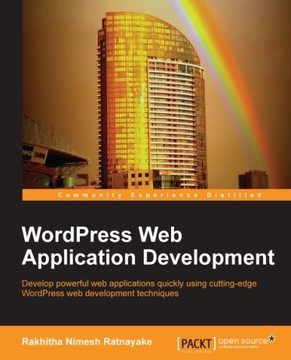 Community Experience Distilled
WordPress Web
Application Development
Develop powerful web applications quickly using cutting-edge
WordPress web development techniques
Rakhitha Nimesh Ratnayake
PACKT
PUBLISHING
open source